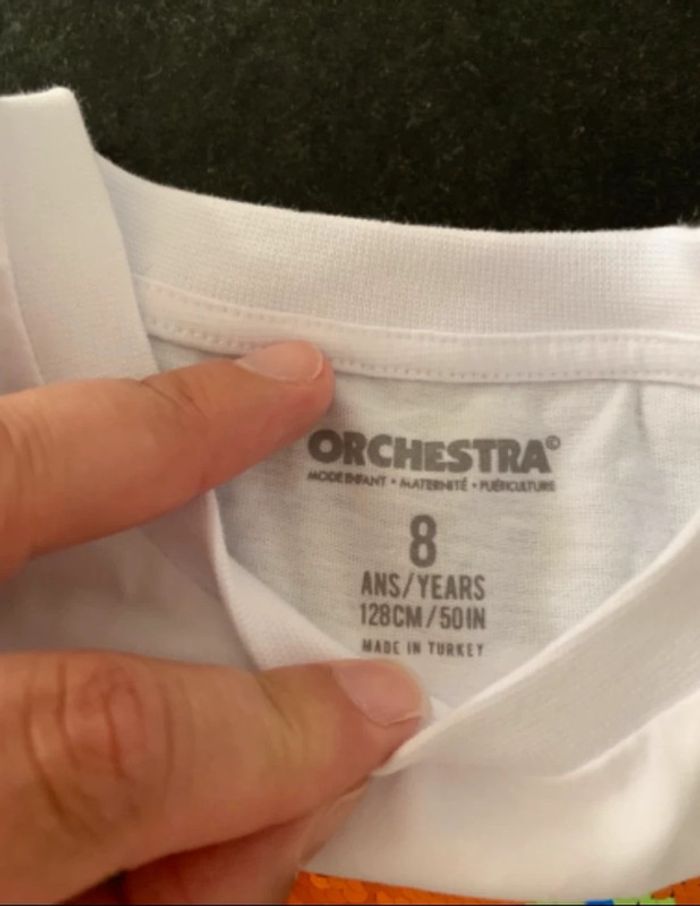 ORCHESTRA©
MODE ENFANT • MATERNITÉ • PUÉRICULTURE
8
ANS/YEARS
128CM/50IN
MADE IN TURKEY